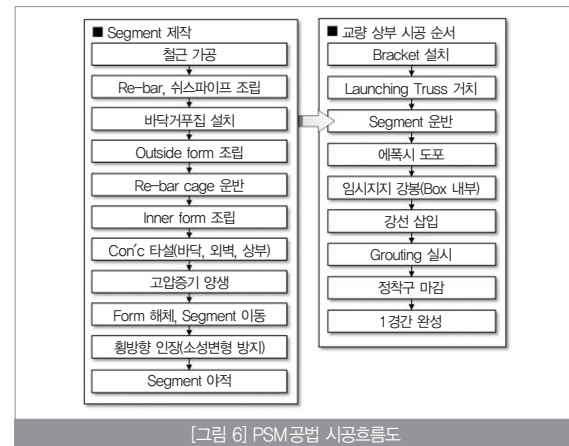 ■ Segment 제작
철근 가공
Re-bar, 쉬스파이프 조립
바닥거푸집 설치
Outside form 조립
Re-bar cage 운반
Inner form 조립
Con′c 타설(바닥, 외벽, 상부)
고압증기 양생
Form 해체, Segment 이동
횡방향 인장(소성변형 방지)
Segment 야적
■ 교량 상부 시공 순서
Bracket 설치
Launching Truss 거치
Segment 운반
에폭시 도포
임시지지 강봉(Box 내부)
강선 삽입
Grouting 실시
정착구 마감
1경간 완성
[그림 6] PSM공법 시공흐름도